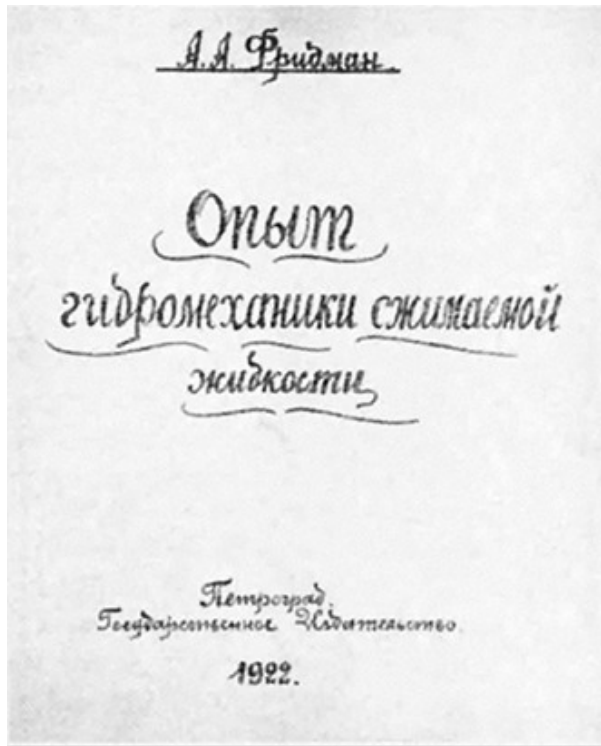 А. А. Фридман.
Опыт
гидромеханики сжимаемой
жидкости
Петроград.
Государственное Издательство.
1922.